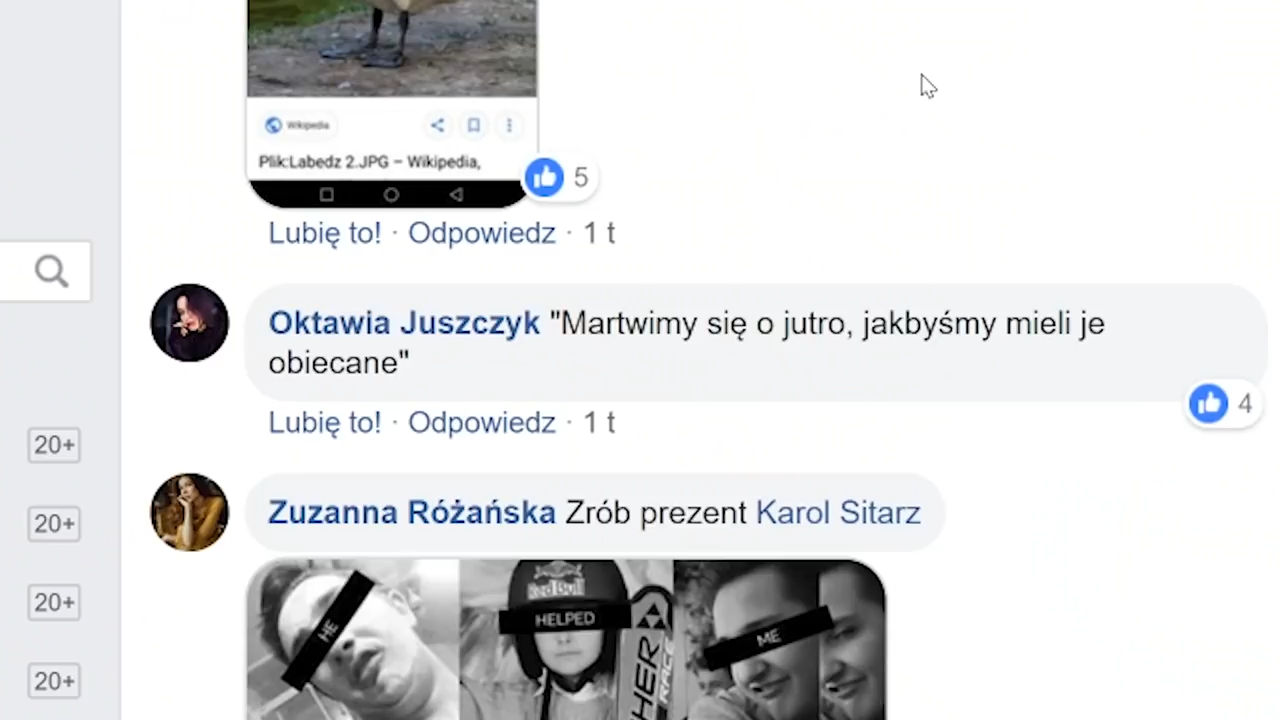 Wikipedia
Plik:Labedz 2.JPG – Wikipedia,
5
Lubię to! · Odpowiedz · 1 t
Oktawia Juszczyk "Martwimy się o jutro, jakbyśmy mieli je
obiecane"
4
Lubię to! · Odpowiedz · 1 t
20+
Zuzanna Różańska Zrób prezent Karol Sitarz
20+
Red Bull
HE
HELPED
ME
20+
HER
RACE
20+